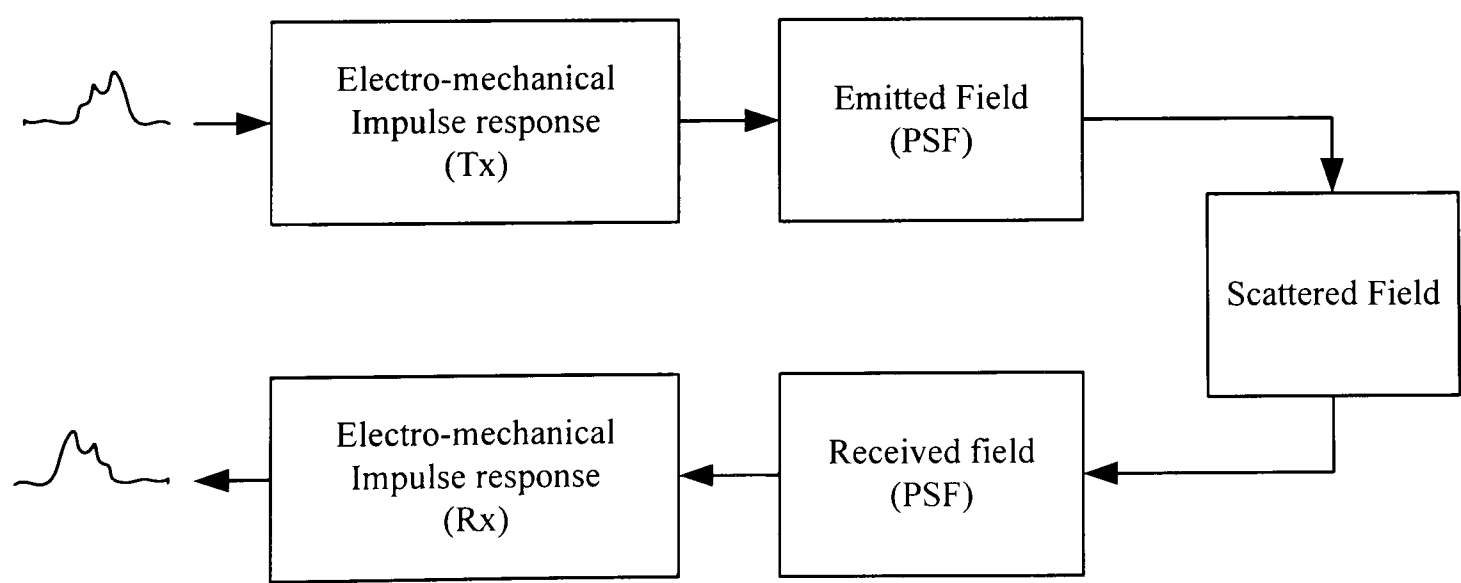 Electro-mechanical
Impulse response
(Tx)
Emitted Field
(PSF)
Scattered Field
Received field
(PSF)
Electro-mechanical
Impulse response
(Rx)